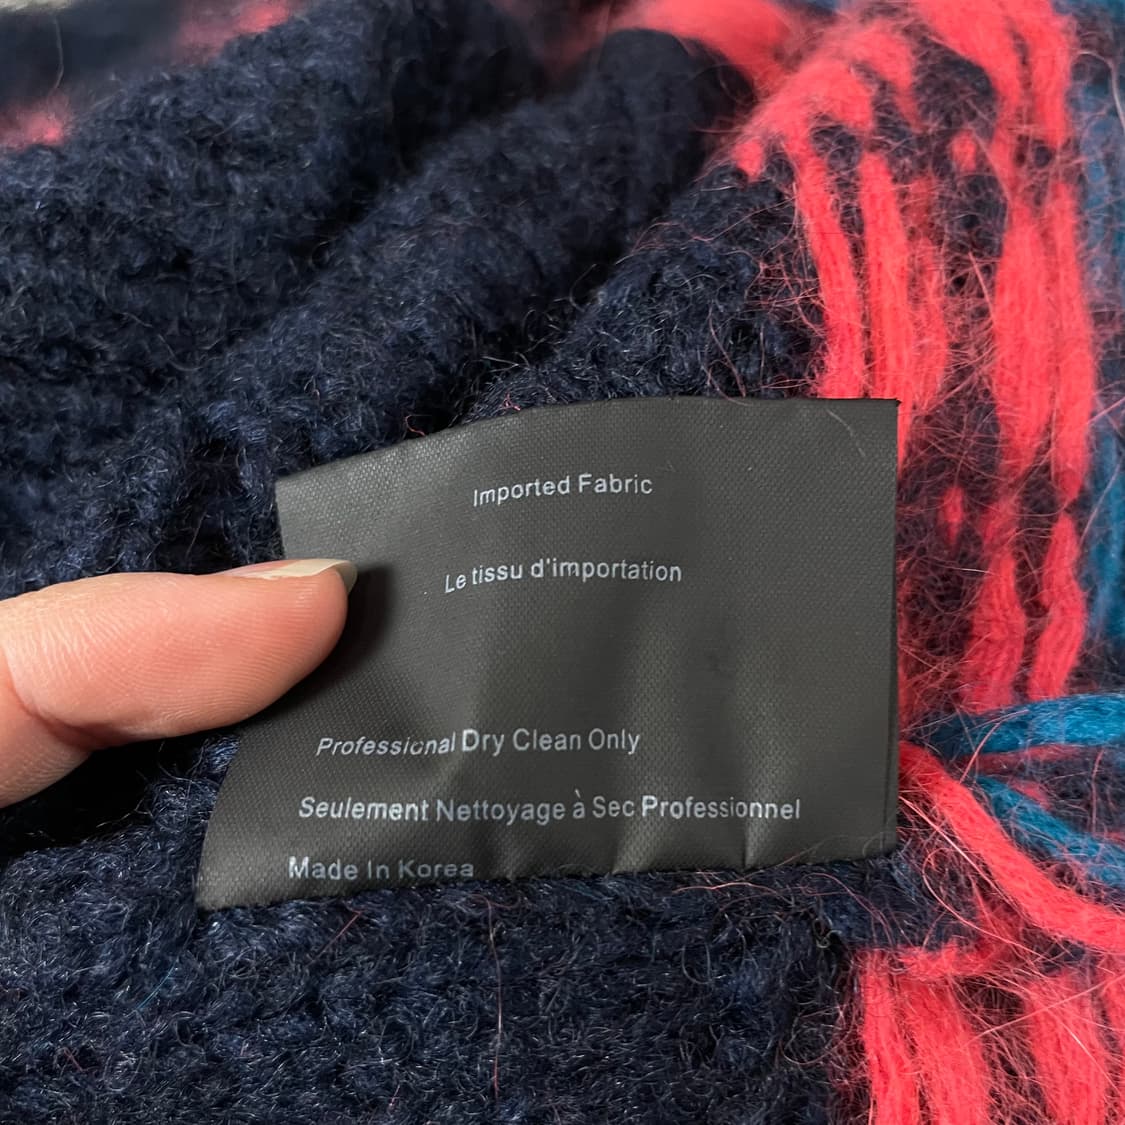 Imported Fabric
Le tissu d'importation
Professional Dry Clean Only
Seulement Nettoyage à Sec Professionnel
Made In Korea